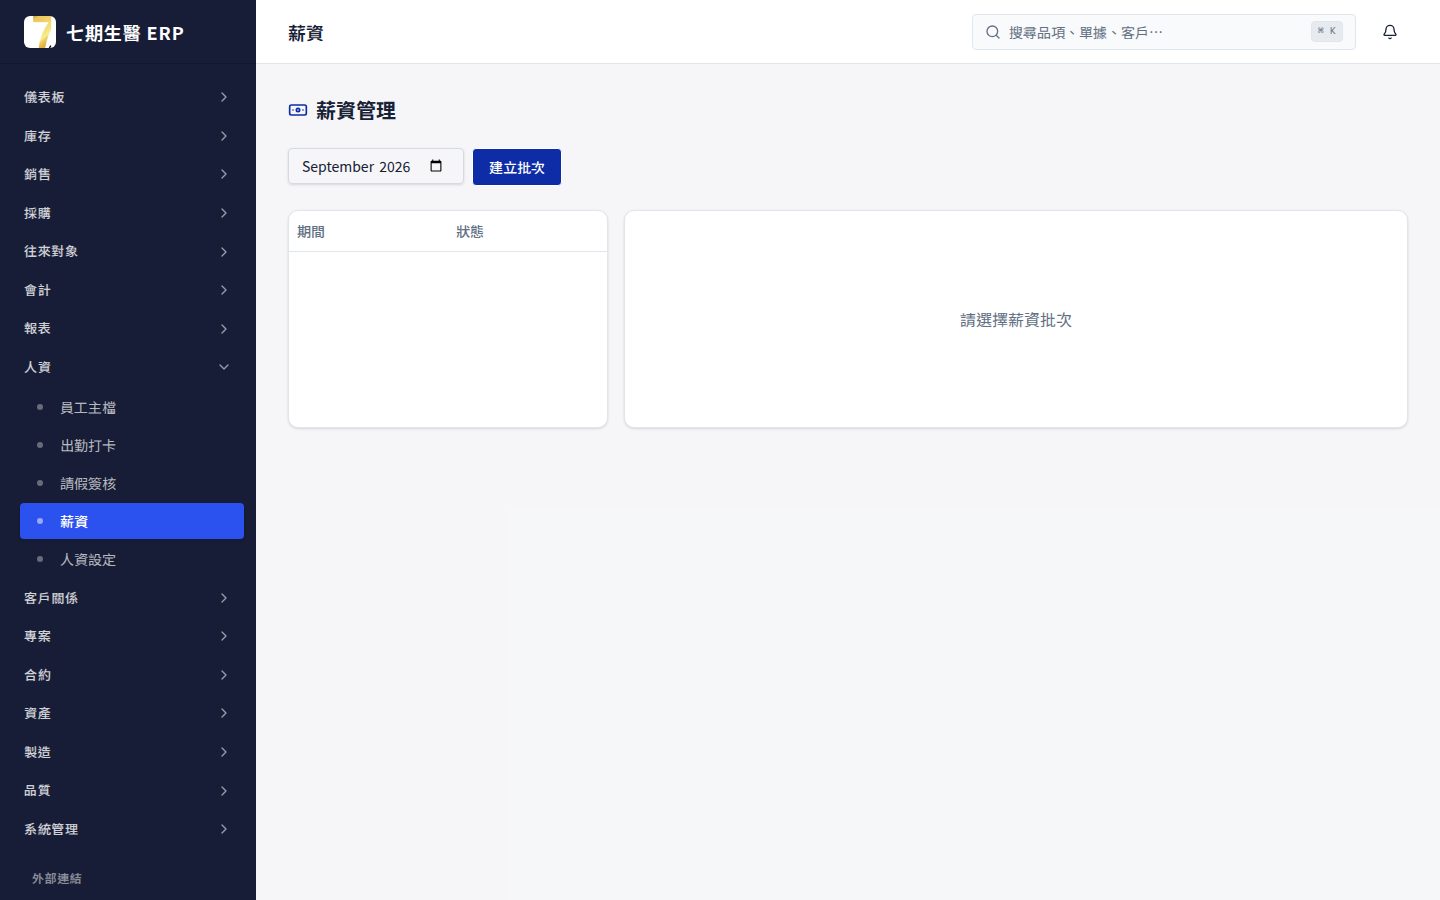 七期生醫 ERP
薪資
搜尋品項、單據、客戶…
⌘ K
儀表板
庫存
銷售
採購
往來對象
會計
報表
人資
員工主檔
出勤打卡
請假簽核
薪資
人資設定
客戶關係
專案
合約
資產
製造
品質
系統管理
外部連結
薪資管理
September 2026
建立批次
期間
狀態
請選擇薪資批次